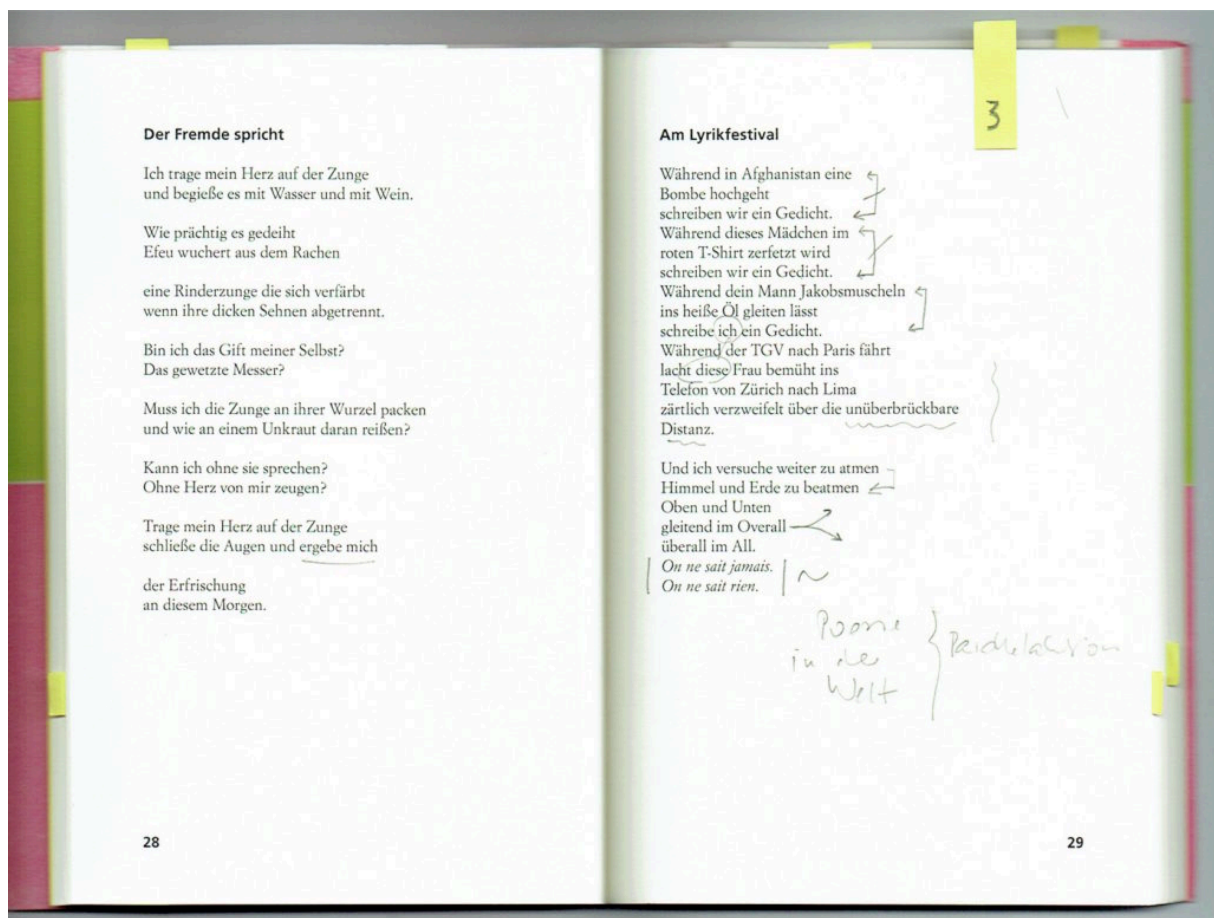 Der Fremde spricht
Ich trage mein Herz auf der Zunge
und begieße es mit Wasser und mit Wein.
Wie prächtig es gedeiht
Efeu wuchert aus dem Rachen
eine Rinderzunge die sich verfärbt
wenn ihre dicken Sehnen abgetrennt.
Bin ich das Gift meiner Selbst?
Das gewetzte Messer?
Muss ich die Zunge an ihrer Wurzel packen
und wie an einem Unkraut daran reißen?
Kann ich ohne sie sprechen?
Ohne Herz von mir zeugen?
Trage mein Herz auf der Zunge
schließe die Augen und ergebe mich
der Erfrischung
an diesem Morgen.
28
3
Am Lyrikfestival
Während in Afghanistan eine
Bombe hochgeht
schreiben wir ein Gedicht.
Während dieses Mädchen im
roten T-Shirt zerfetzt wird
schreiben wir ein Gedicht.
Während dein Mann Jakobsmuscheln
ins heiße Öl gleiten lässt
schreibe ich ein Gedicht.
Während der TGV nach Paris fährt
lacht diese Frau bemüht ins
Telefon von Zürich nach Lima
zärtlich verzweifelt über die unüberbrückbare
Distanz.
Und ich versuche weiter zu atmen
Himmel und Erde zu beatmen
Oben und Unten
gleitend im Overall
überall im All.
On ne sait jamais.
On ne sait rien.
Poesie
in der
Welt
29